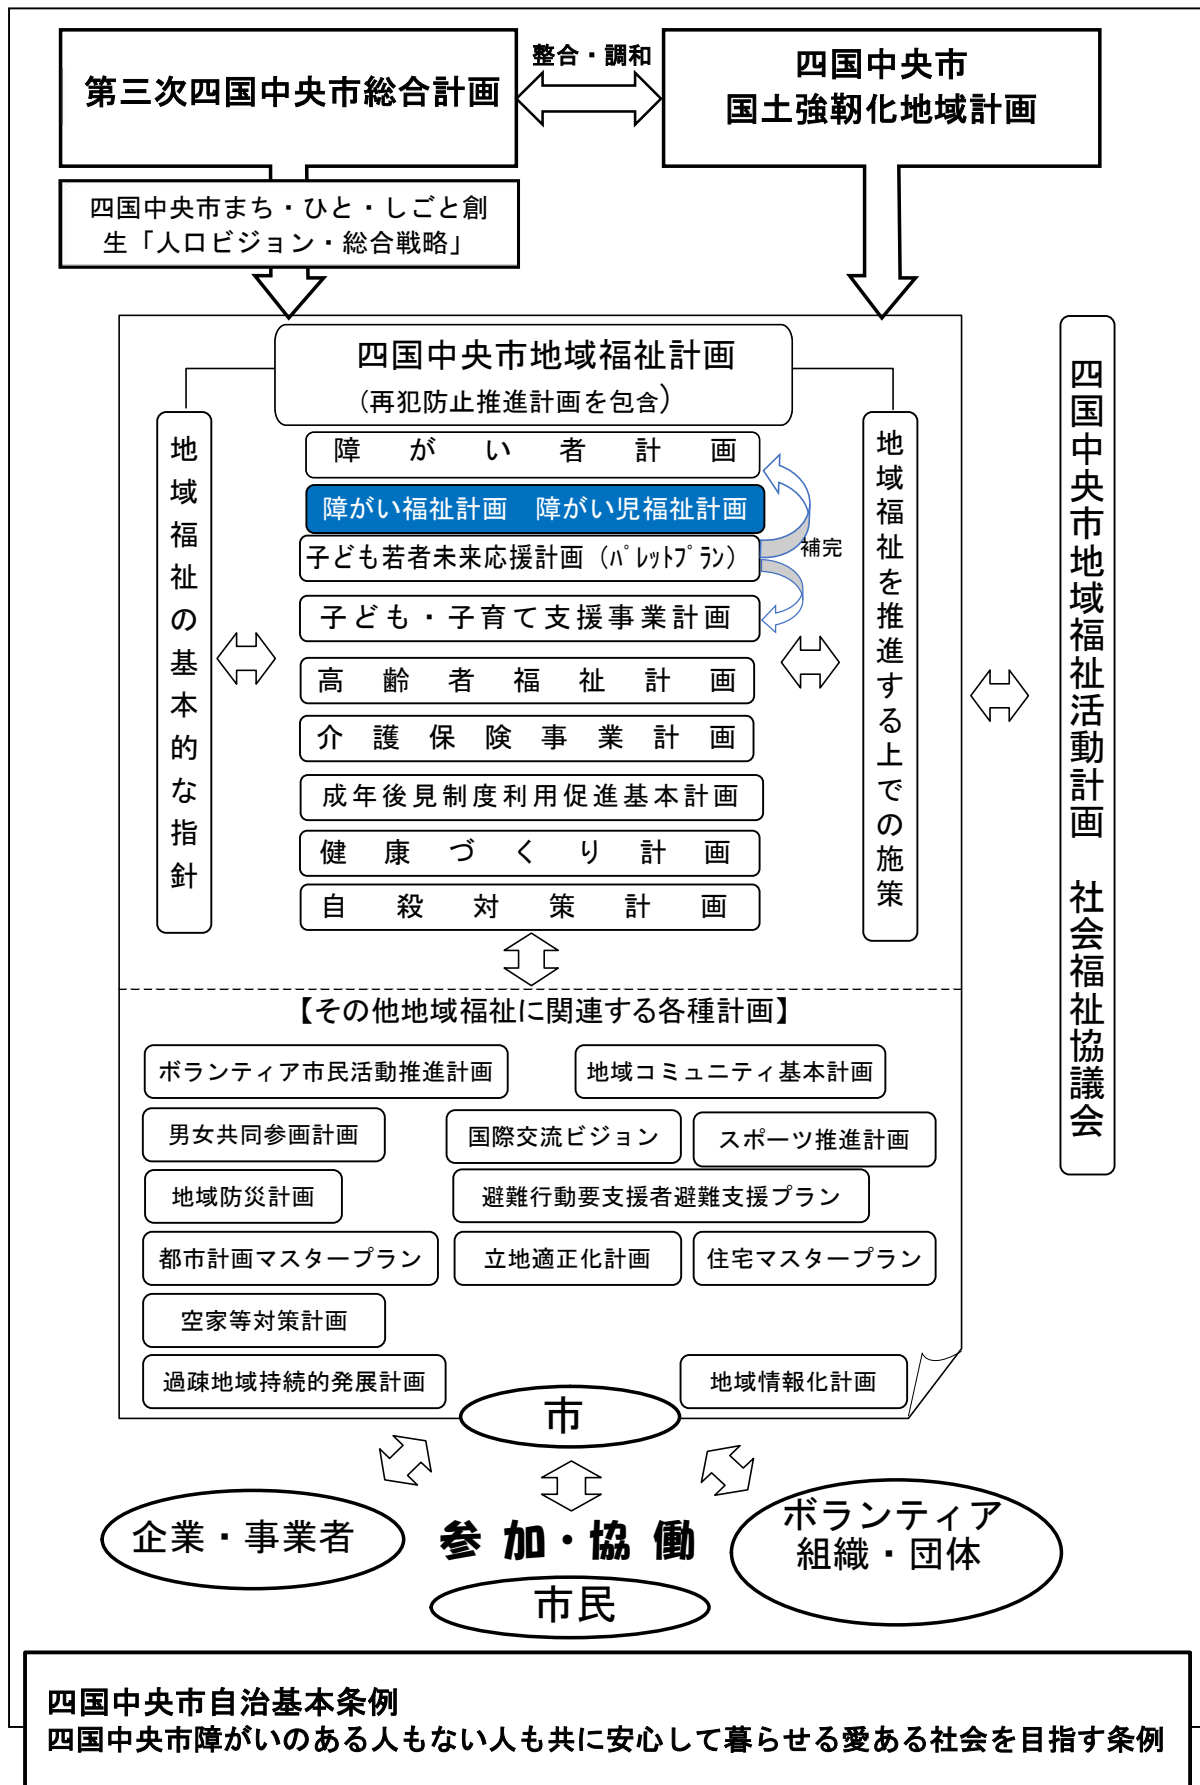 整合・調和
第三次四国中央市総合計画
四国中央市
国土強靭化地域計画
四国中央市まち・ひと・しごと創
生「人口ビジョン・総合戦略」
四国中央市地域福祉計画
(再犯防止推進計画を包含)
地域福祉の基本的な指針
障がい者計画
障がい福祉計画　障がい児福祉計画
子ども若者未来応援計画（ﾊﾟﾚｯﾄﾌﾟﾗﾝ）
補完
子ども・子育て支援事業計画
高齢者福祉計画
介護保険事業計画
成年後見制度利用促進基本計画
健康づくり計画
自殺対策計画
地域福祉を推進する上での施策
四国中央市地域福祉活動計画　社会福祉協議会
【その他地域福祉に関連する各種計画】
ボランティア市民活動推進計画
地域コミュニティ基本計画
男女共同参画計画
国際交流ビジョン
スポーツ推進計画
地域防災計画
避難行動要支援者避難支援プラン
都市計画マスタープラン
立地適正化計画
住宅マスタープラン
空家等対策計画
過疎地域持続的発展計画
地域情報化計画
市
企業・事業者
参加・協働
ボランティア
組織・団体
市民
四国中央市自治基本条例
四国中央市障がいのある人もない人も共に安心して暮らせる愛ある社会を目指す条例